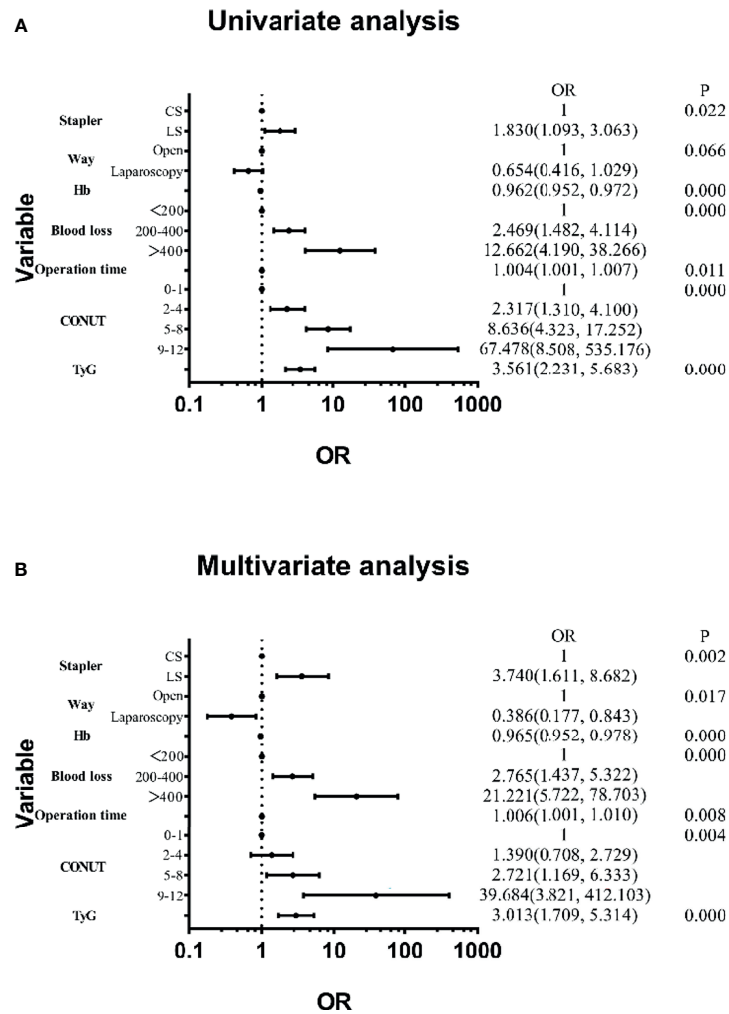 A
Univariate analysis
OR P
CS 1 0.022
Stapler
LS 1.830(1.093, 3.063)
Open 1 0.066
Way
Laparoscopy 0.654(0.416, 1.029)
Hb 0.962(0.952, 0.972) 0.000
<200 1 0.000
Blood loss 200-400 2.469(1.482, 4.114)
>400 12.662(4.190, 38.266)
Operation time 1.004(1.001, 1.007) 0.011
0-1 1 0.000
2-4 2.317(1.310, 4.100)
CONUT
5-8 8.636(4.323, 17.252)
9-12 67.478(8.508, 535.176)
TyG 3.561(2.231, 5.683) 0.000
Variable
0.1 1 10 100 1000
OR
B
Multivariate analysis
OR P
CS 1 0.002
Stapler
LS 3.740(1.611, 8.682)
Open 1 0.017
Way
Laparoscopy 0.386(0.177, 0.843)
Hb 0.965(0.952, 0.978) 0.000
<200 1 0.000
Blood loss 200-400 2.765(1.437, 5.322)
>400 21.221(5.722, 78.703)
Operation time 1.006(1.001, 1.010) 0.008
0-1 1 0.004
2-4 1.390(0.708, 2.729)
CONUT
5-8 2.721(1.169, 6.333)
9-12 39.684(3.821, 412.103)
TyG 3.013(1.709, 5.314) 0.000
Variable
0.1 1 10 100 1000
OR